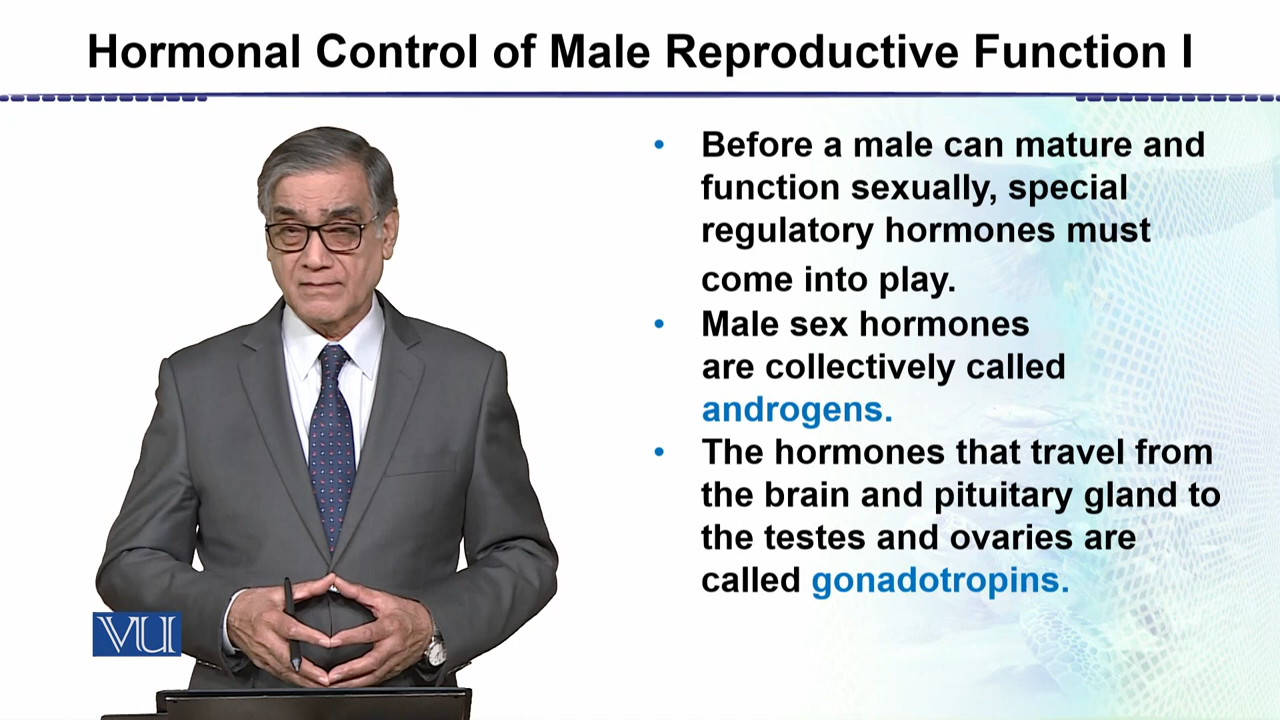 Hormonal Control of Male Reproductive Function I
• Before a male can mature and
function sexually, special
regulatory hormones must
come into play.
• Male sex hormones
are collectively called
androgens.
• The hormones that travel from
the brain and pituitary gland to
the testes and ovaries are
called gonadotropins.
VU